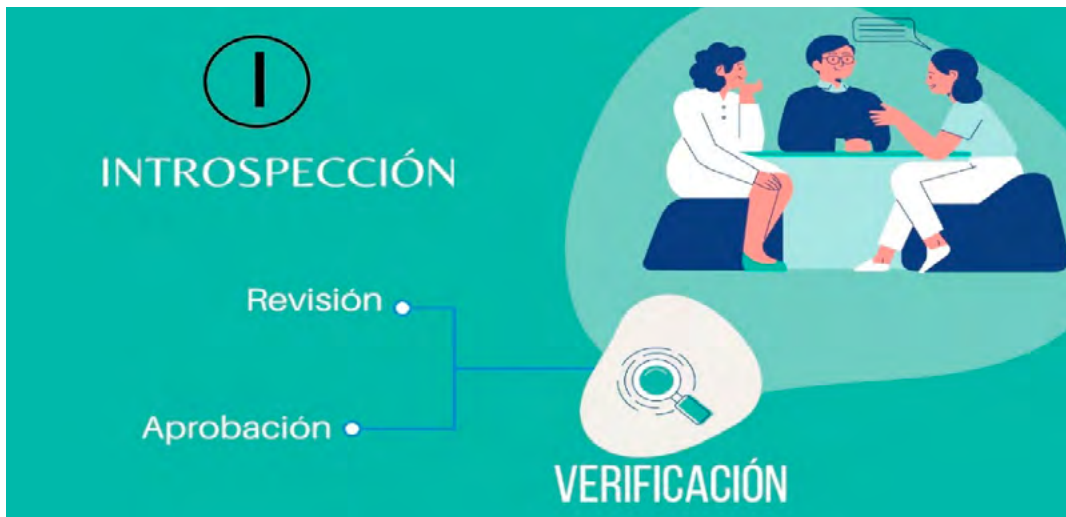 I
INTROSPECCIÓN
Revisión
Aprobación
VERIFICACIÓN